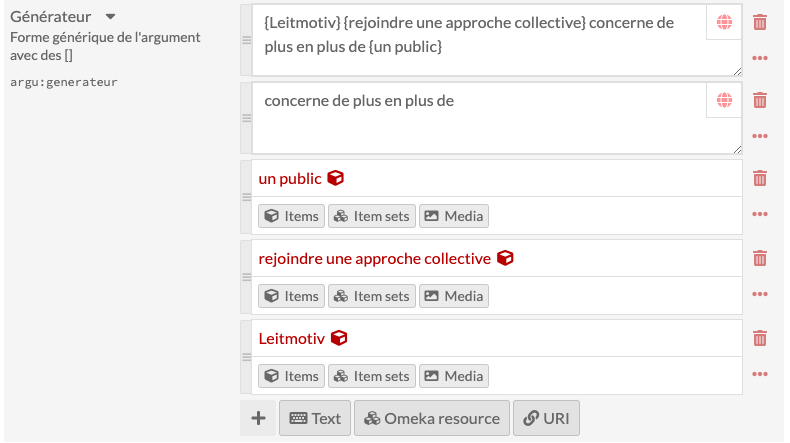 Générateur
Forme générique de l'argument
avec des []
argu:generateur
{Leitmotiv} {rejoindre une approche collective} concerne de
plus en plus de {un public}
concerne de plus en plus de
un public
Items Item sets Media
rejoindre une approche collective
Items Item sets Media
Leitmotiv
Items Item sets Media
Text Omeka resource URI